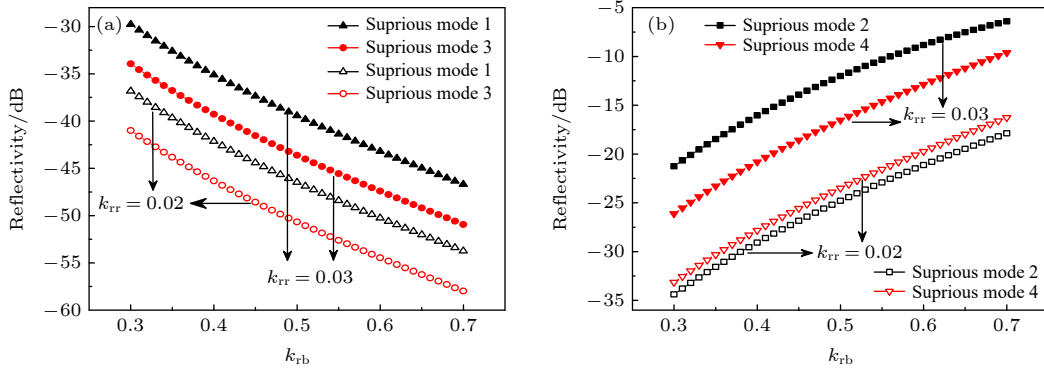 (a)
Suprious mode 1
Suprious mode 3
Suprious mode 1
Suprious mode 3
Reflectivity/dB
−30
−35
−40
−45
−50
−55
−60
k_rr = 0.02
k_rr = 0.03
0.3 0.4 0.5 0.6 0.7
k_rb
(b)
Suprious mode 2
Suprious mode 4
Reflectivity/dB
−5
−10
−15
−20
−25
−30
−35
k_rr = 0.03
k_rr = 0.02
Suprious mode 2
Suprious mode 4
0.3 0.4 0.5 0.6 0.7
k_rb